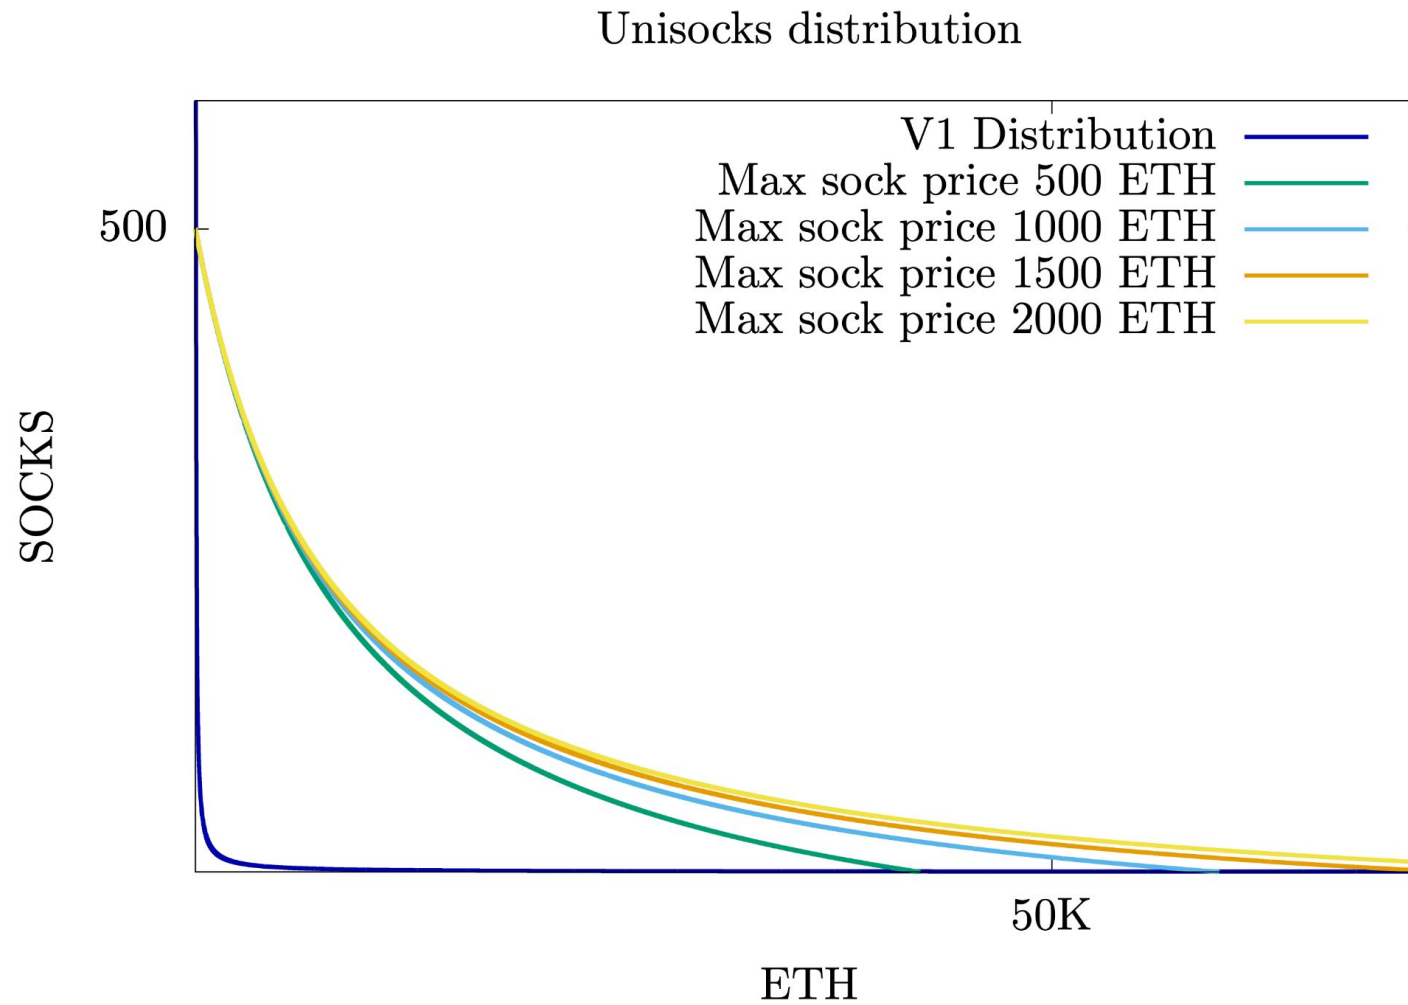 Unisocks distribution
V1 Distribution
Max sock price 500 ETH
Max sock price 1000 ETH
Max sock price 1500 ETH
Max sock price 2000 ETH
500
SOCKS
50K
ETH